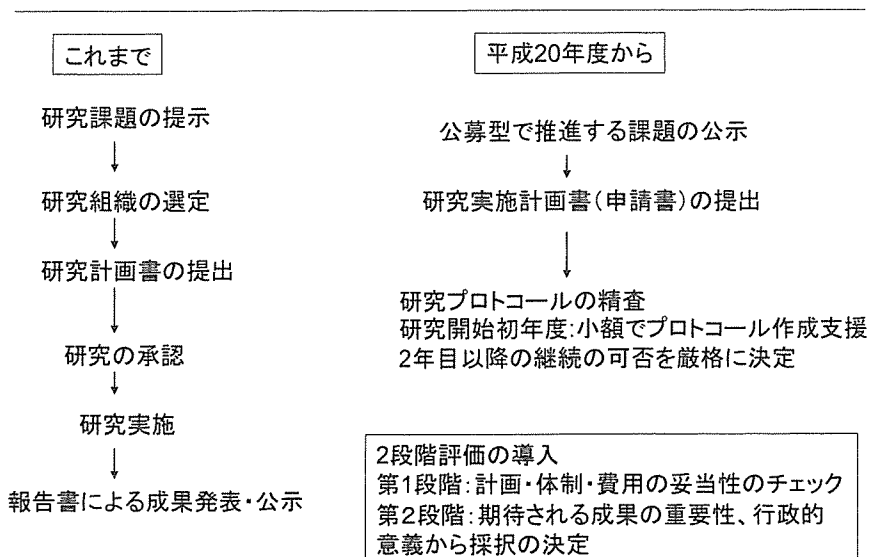 これまで
研究課題の提示
研究組織の選定
研究計画書の提出
研究の承認
研究実施
報告書による成果発表・公示
平成20年度から
公募型で推進する課題の公示
研究実施計画書(申請書)の提出
研究プロトコールの精査
研究開始初年度:小額でプロトコール作成支援
2年目以降の継続の可否を厳格に決定
2段階評価の導入
第1段階:計画・体制・費用の妥当性のチェック
第2段階:期待される成果の重要性、行政的
意義から採択の決定